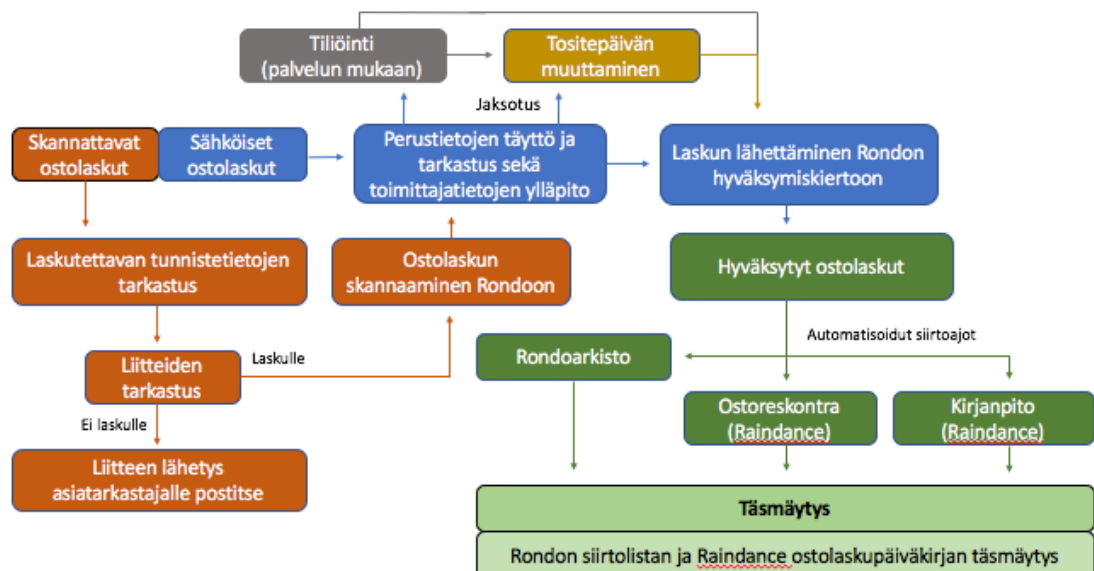 Tiliöinti
(palvelun mukaan)
Tositepäivän
muuttaminen
Jaksotus
Skannattavat
ostolaskut
Sähköiset
ostolaskut
Perustietojen täyttö ja
tarkastus sekä
toimittajatietojen ylläpito
Laskun lähettäminen Rondon
hyväksymiskiertoon
Laskutettavan tunnistetietojen
tarkastus
Ostolaskun
skannaaminen Rondoon
Hyväksytyt ostolaskut
Automatisoidut siirtoajot
Liitteiden
tarkastus
Laskulle
Rondoarkisto
Ei laskulle
Ostoreskontra
(Raindance)
Kirjanpito
(Raindance)
Liitteen lähetys
asiatarkastajalle postitse
Täsmäytys
Rondon siirtolistan ja Raindance ostolaskupäiväkirjan täsmäytys